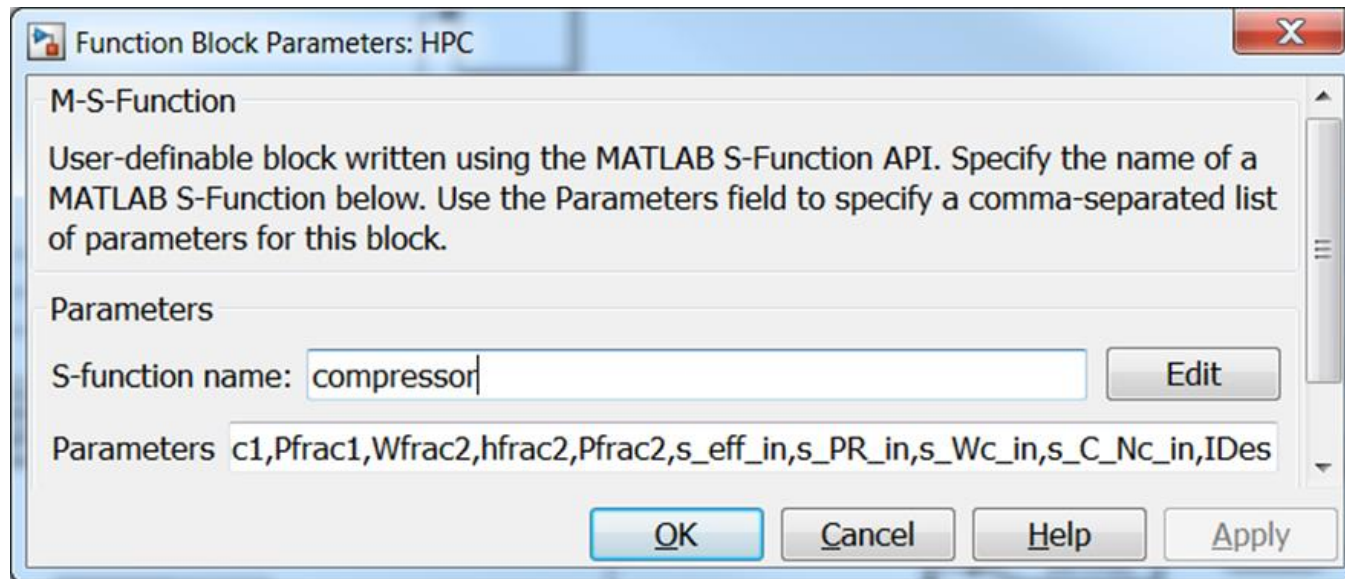 Function Block Parameters: HPC
X
M-S-Function
User-definable block written using the MATLAB S-Function API. Specify the name of a
MATLAB S-Function below. Use the Parameters field to specify a comma-separated list
of parameters for this block.
Parameters
S-function name: compressor Edit
Parameters c1,Pfrac1,Wfrac2,hfrac2,Pfrac2,s_eff_in,s_PR_in,s_Wc_in,s_C_Nc_in,IDes
OK Cancel Help Apply